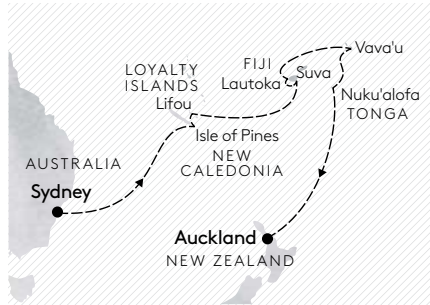 Vava'u
FIJI
Suva
LOYALTY
ISLANDS
Lautoka
Lifou
Nuku'alofa
TONGA
Isle of Pines
NEW
CALEDONIA
AUSTRALIA
Sydney
Auckland
NEW ZEALAND